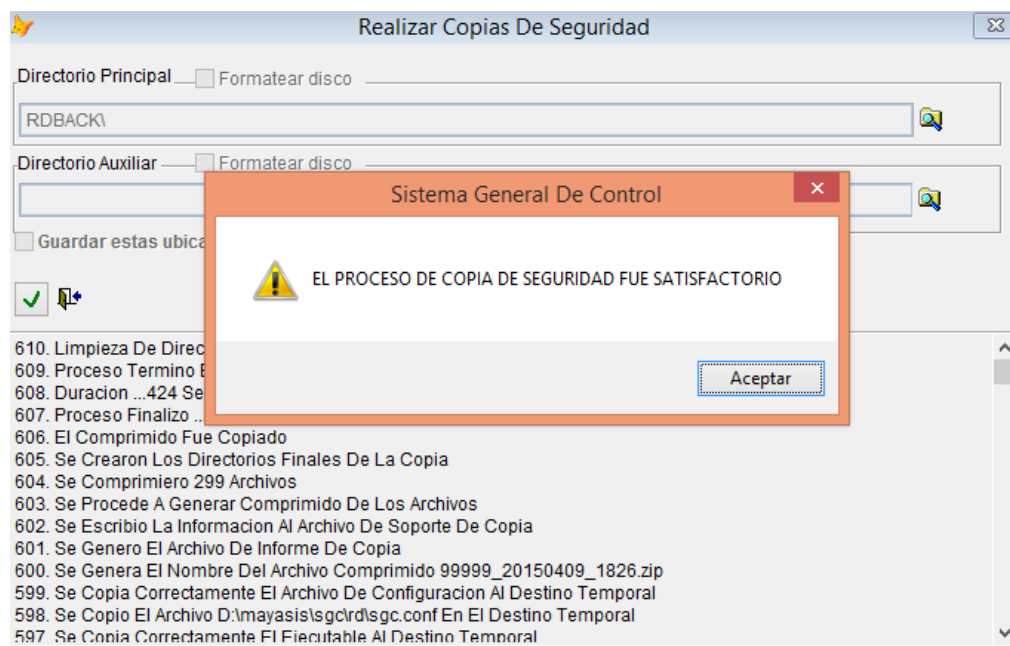 Realizar Copias De Seguridad
Directorio Principal
Formatear disco
RDBACK\
Directorio Auxiliar
Formatear disco
Sistema General De Control
Guardar estas ubica
EL PROCESO DE COPIA DE SEGURIDAD FUE SATISFACTORIO
Aceptar
610. Limpieza De Direc
609. Proceso Termino
608. Duracion ...424 Se
607. Proceso Finalizo ..
606. El Comprimido Fue Copiado
605. Se Crearon Los Directorios Finales De La Copia
604. Se Comprimiero 299 Archivos
603. Se Procede A Generar Comprimido De Los Archivos
602. Se Escribio La Informacion Al Archivo De Soporte De Copia
601. Se Genero El Archivo De Informe De Copia
600. Se Genera El Nombre Del Archivo Comprimido 99999_20150409_1826.zip
599. Se Copia Correctamente El Archivo De Configuracion Al Destino Temporal
598. Se Copio El Archivo D:\mayasis\sgc\rd\sgc.conf En El Destino Temporal
597. Se Copia Correctamente El Ejecutable Al Destino Temporal